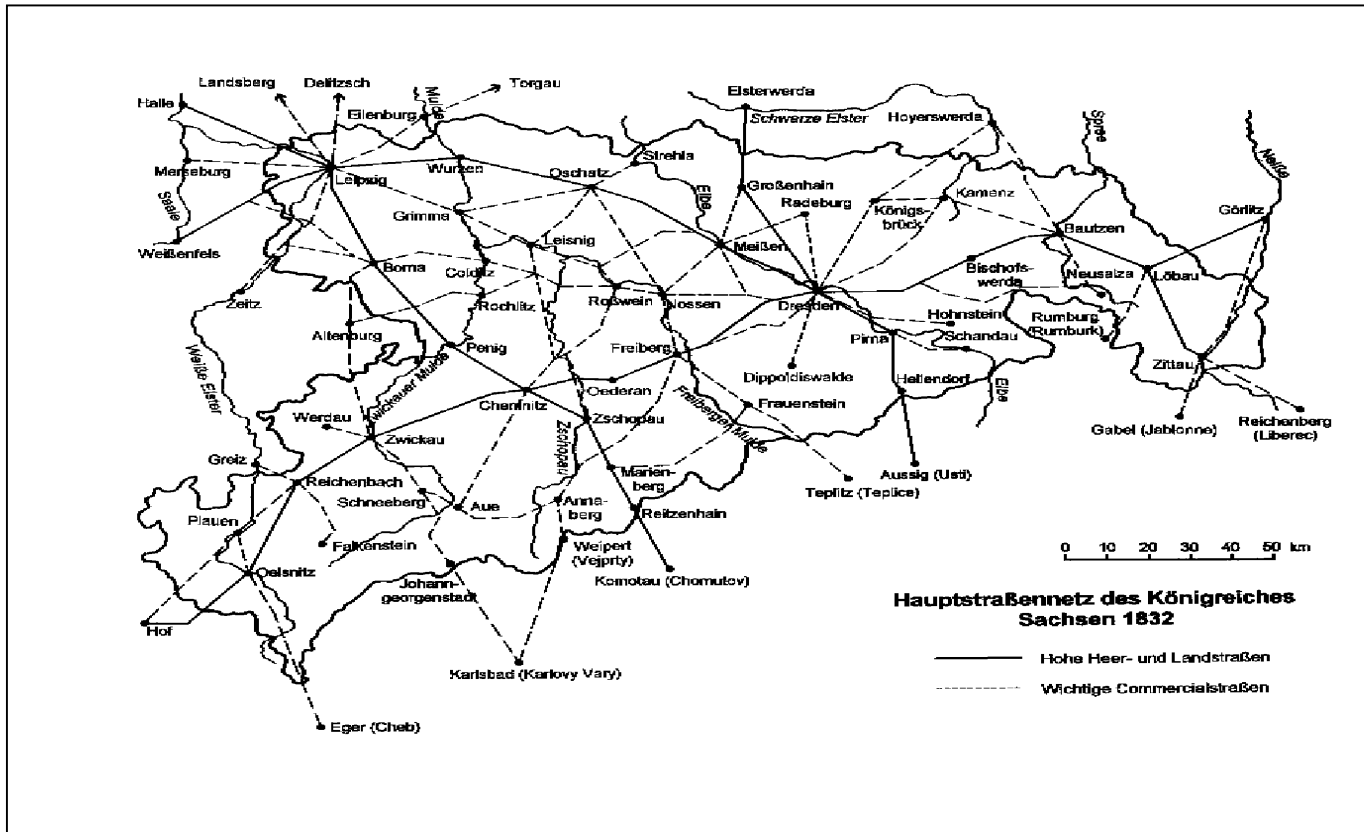 Landsberg
Delitzsch
Torgau
Halle
Eilenburg
Mulde
Elsterwerda
Schwarze Elster
Hoyerswerda
Spree
Neiße
Merseburg
Saale
Leipzig
Wurzen
Oschatz
Strehla
Elbe
Großenhain
Radeburg
Königs-
brück
Kamenz
Görlitz
Weißenfels
Grimma
Leisnig
Meißen
Bautzen
Borna
Colditz
Bischofs-
werda
Neusalza
Löbau
Zeitz
Rochlitz
Roßwein
Nossen
Dresden
Hohnstein
Rumburg
(Rumburk)
Altenburg
Penig
Freiberg
Pirna
Schandau
Zittau
Weiße Elster
Zwickauer Mulde
Oederan
Dippoldiswalde
Hellendorf
Elbe
Chemnitz
Werdau
Zwickau
Zschopau
Zschopau
Frauenstein
Freiberger Mulde
Gabel (Jablonne)
Reichenberg
(Liberec)
Greiz
Reichenbach
Marien-
berg
Aussig (Usti)
Teplitz (Teplice)
Schneeberg
Aue
Anna-
berg
Reitzenhain
Plauen
Falkenstein
Weipert
(Vejprty)
Oelsnitz
Johann-
georgenstadt
Komotau (Chomutov)
Hof
Karlsbad (Karlovy Vary)
Eger (Cheb)
0 10 20 30 40 50 km
Hauptstraßennetz des Königreiches
Sachsen 1832
Hohe Heer- und Landstraßen
Wichtige Commercialstraßen